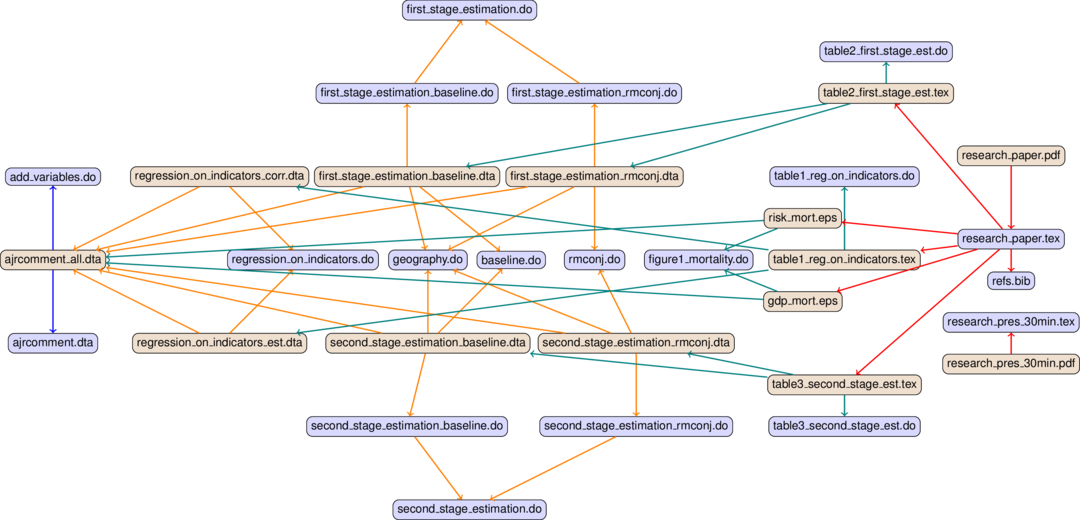 first_stage_estimation.do
table2_first_stage_est.do
first_stage_estimation_baseline.do
first_stage_estimation_rmconj.do
table2_first_stage_est.tex
research_paper.pdf
add_variables.do
regression_on_indicators_corr.dta
first_stage_estimation_baseline.dta
first_stage_estimation_rmconj.dta
table1_reg_on_indicators.do
risk_mort.eps
research_paper.tex
ajrcomment_all.dta
regression_on_indicators.do
geography.do
baseline.do
rmconj.do
figure1_mortality.do
table1_reg_on_indicators.tex
refs.bib
gdp_mort.eps
research_pres_30min.tex
ajrcomment.dta
regression_on_indicators_est.dta
second_stage_estimation_baseline.dta
second_stage_estimation_rmconj.dta
research_pres_30min.pdf
table3_second_stage_est.tex
second_stage_estimation_baseline.do
second_stage_estimation_rmconj.do
table3_second_stage_est.do
second_stage_estimation.do